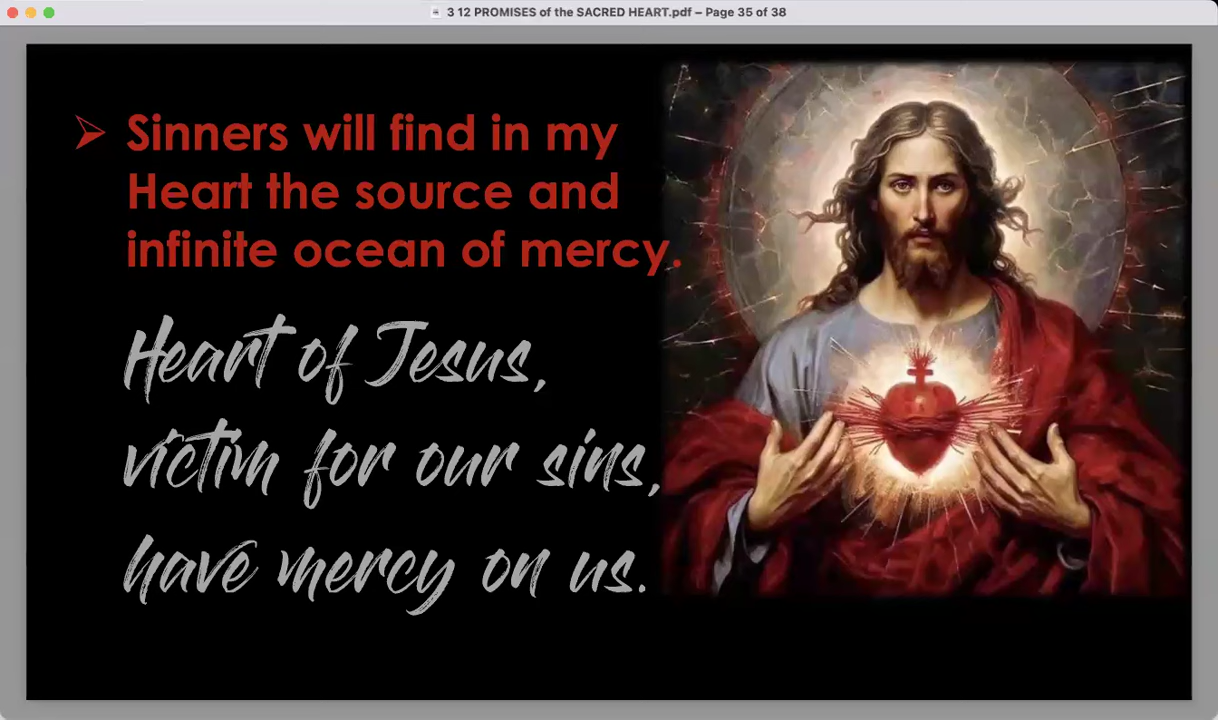 3 12 PROMISES of the SACRED HEART.pdf – Page 35 of 38
➢ Sinners will find in my
Heart the source and
infinite ocean of mercy.
Heart of Jesus,
victim for our sins,
have mercy on us.